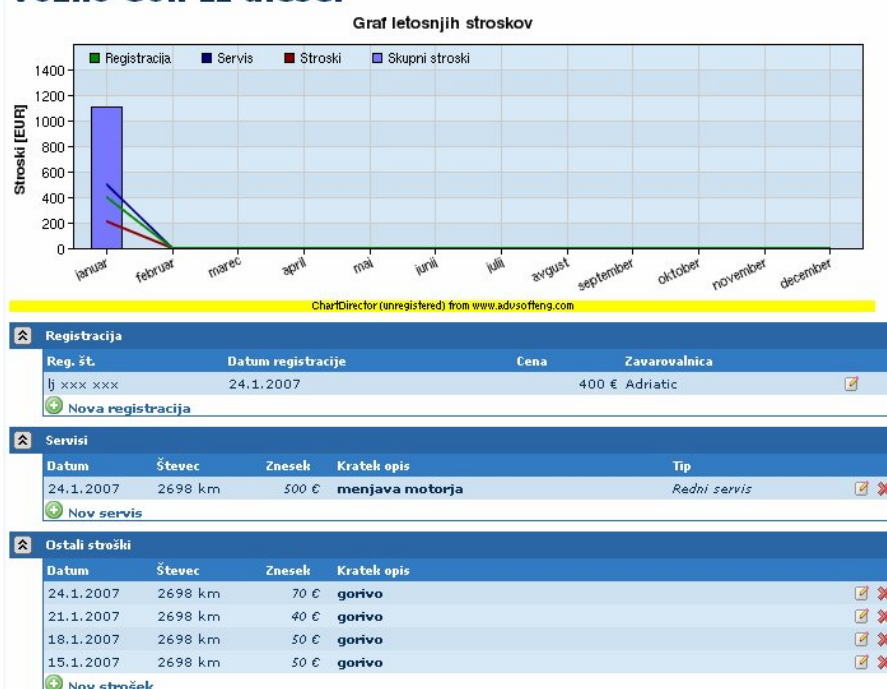 Graf letosnjih stroskov
Registracija Servis Stroski Skupni stroski
Stroski [EUR]
1400
1200
1000
800
600
400
200
0
januar februar marec april maj junij julij avgust september oktober november december
ChartDirector (unregistered) from www.advsofteng.com
Registracija
Reg. št. Datum registracije Cena Zavarovalnica
lj xxx xxx 24.1.2007 400 € Adriatic
Nova registracija
Servisi
Datum Števec Znesek Kratek opis Tip
24.1.2007 2698 km 500 € menjava motorja Redni servis
Nov servis
Ostali stroški
Datum Števec Znesek Kratek opis
24.1.2007 2698 km 70 € gorivo
21.1.2007 2698 km 40 € gorivo
18.1.2007 2698 km 50 € gorivo
15.1.2007 2698 km 50 € gorivo
Nov strošek